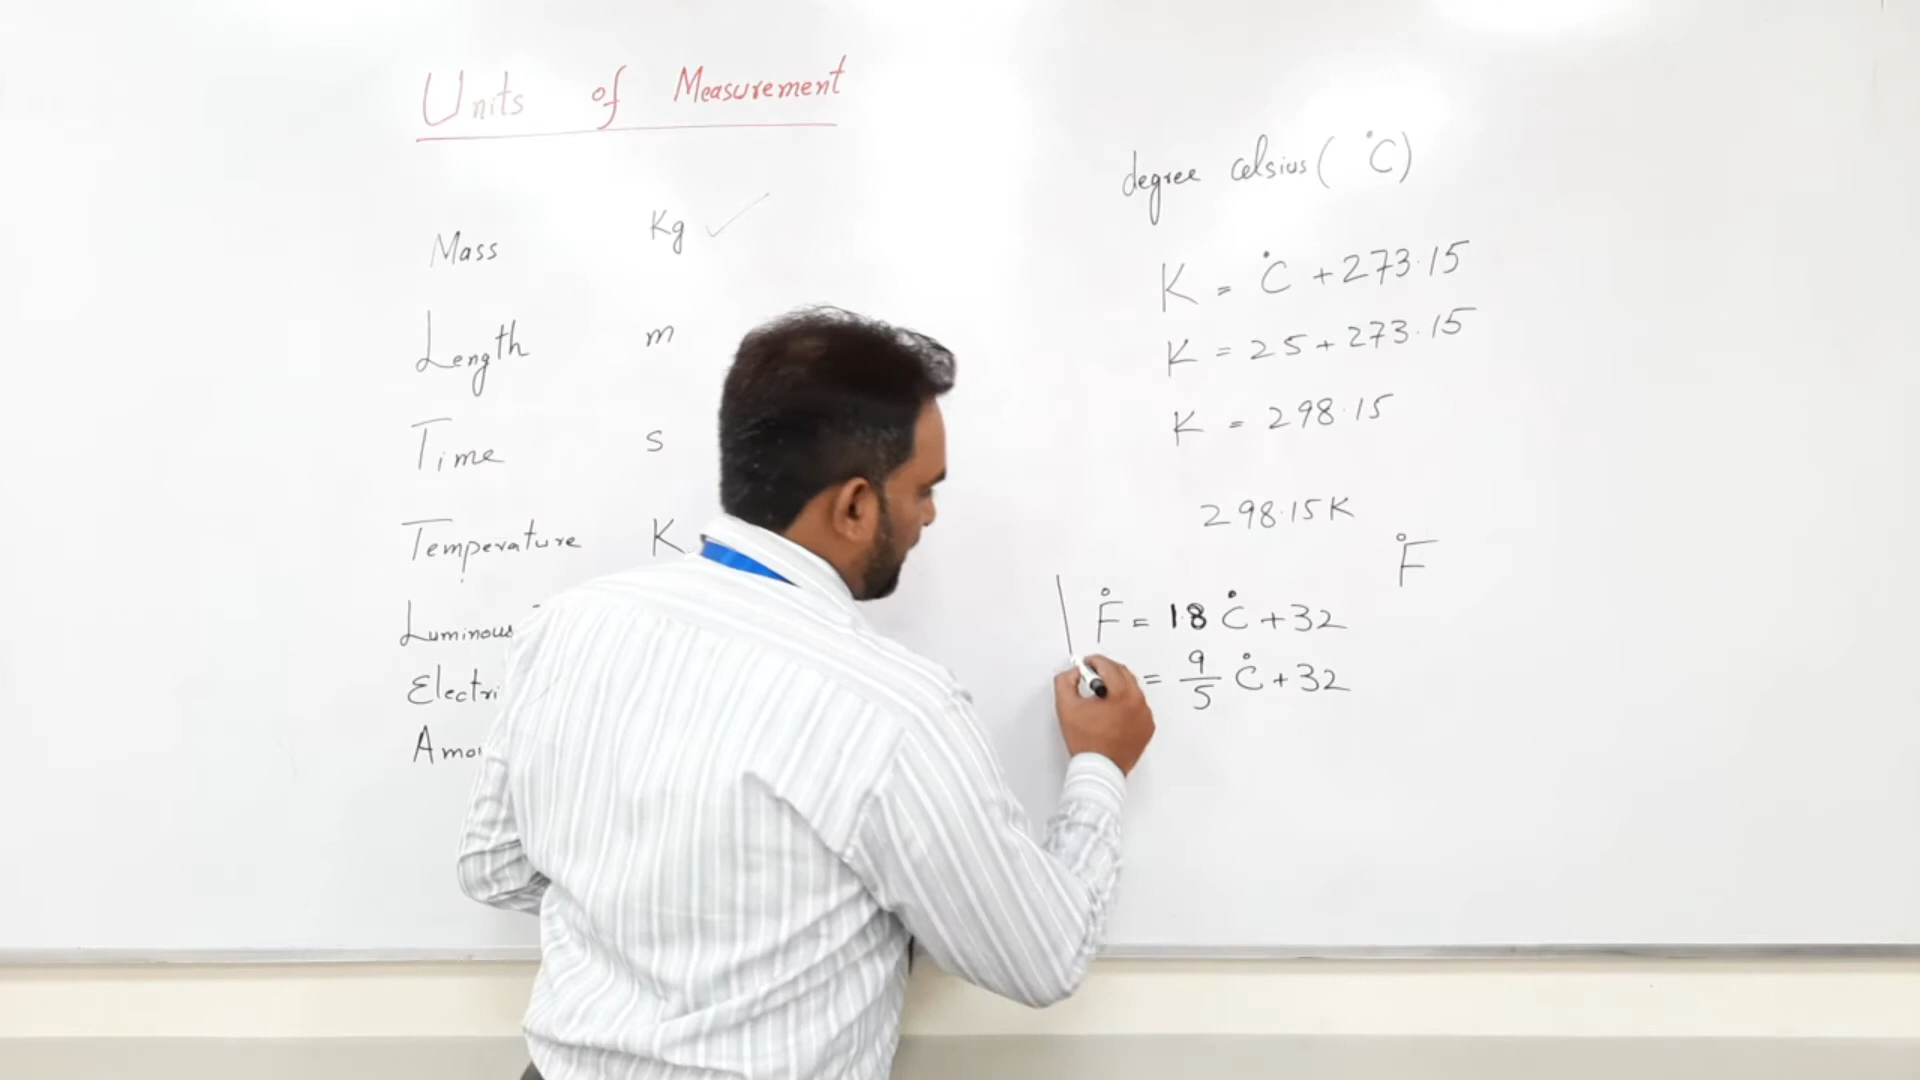 Units of Measurement
Mass Kg
Length m
Time s
Temperature K
Luminous
Electri
Amo
degree celsius ( °C)
K = °C + 273.15
K = 25 + 273.15
K = 298.15
298.15 K
°F
°F = 1.8 °C + 32
= 9/5 °C + 32